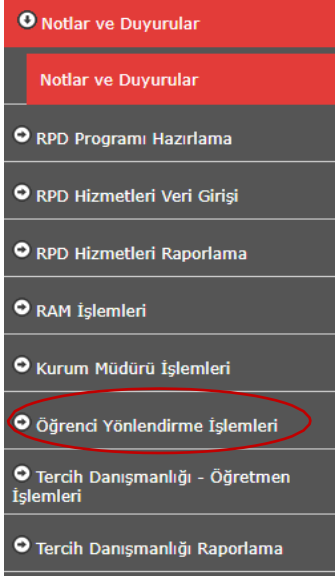 Notlar ve Duyurular
Notlar ve Duyurular
RPD Programı Hazırlama
RPD Hizmetleri Veri Girişi
RPD Hizmetleri Raporlama
RAM İşlemleri
Kurum Müdürü İşlemleri
Öğrenci Yönlendirme İşlemleri
Tercih Danışmanlığı - Öğretmen
İşlemleri
Tercih Danışmanlığı Raporlama